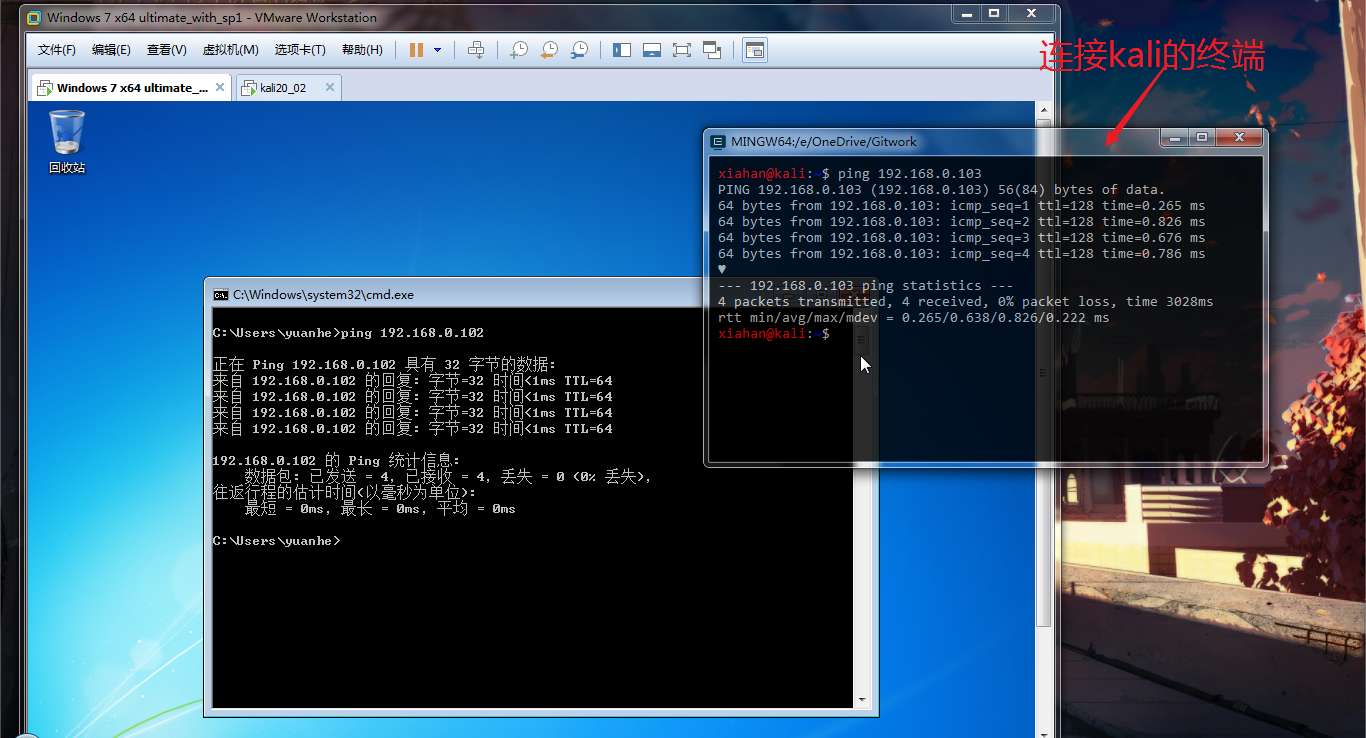 Windows 7 x64 ultimate_with_sp1 - VMware Workstation
文件(F) 编辑(E) 查看(V) 虚拟机(M) 选项卡(T) 帮助(H)
连接kali的终端
Windows 7 x64 ultimate_... kali20_02
回收站
MINGW64:/e/OneDrive/Gitwork
xiahan@kali:~$ ping 192.168.0.103
PING 192.168.0.103 (192.168.0.103) 56(84) bytes of data.
64 bytes from 192.168.0.103: icmp_seq=1 ttl=128 time=0.265 ms
64 bytes from 192.168.0.103: icmp_seq=2 ttl=128 time=0.826 ms
64 bytes from 192.168.0.103: icmp_seq=3 ttl=128 time=0.676 ms
64 bytes from 192.168.0.103: icmp_seq=4 ttl=128 time=0.786 ms
♥
--- 192.168.0.103 ping statistics ---
4 packets transmitted, 4 received, 0% packet loss, time 3028ms
rtt min/avg/max/mdev = 0.265/0.638/0.826/0.222 ms
xiahan@kali:~$
C:\Windows\system32\cmd.exe
C:\Users\yuanhe>ping 192.168.0.102
正在 Ping 192.168.0.102 具有 32 字节的数据:
来自 192.168.0.102 的回复: 字节=32 时间<1ms TTL=64
来自 192.168.0.102 的回复: 字节=32 时间<1ms TTL=64
来自 192.168.0.102 的回复: 字节=32 时间<1ms TTL=64
来自 192.168.0.102 的回复: 字节=32 时间<1ms TTL=64
192.168.0.102 的 Ping 统计信息:
数据包: 已发送 = 4, 已接收 = 4, 丢失 = 0 (0% 丢失),
往返行程的估计时间(以毫秒为单位):
最短 = 0ms, 最长 = 0ms, 平均 = 0ms
C:\Users\yuanhe>